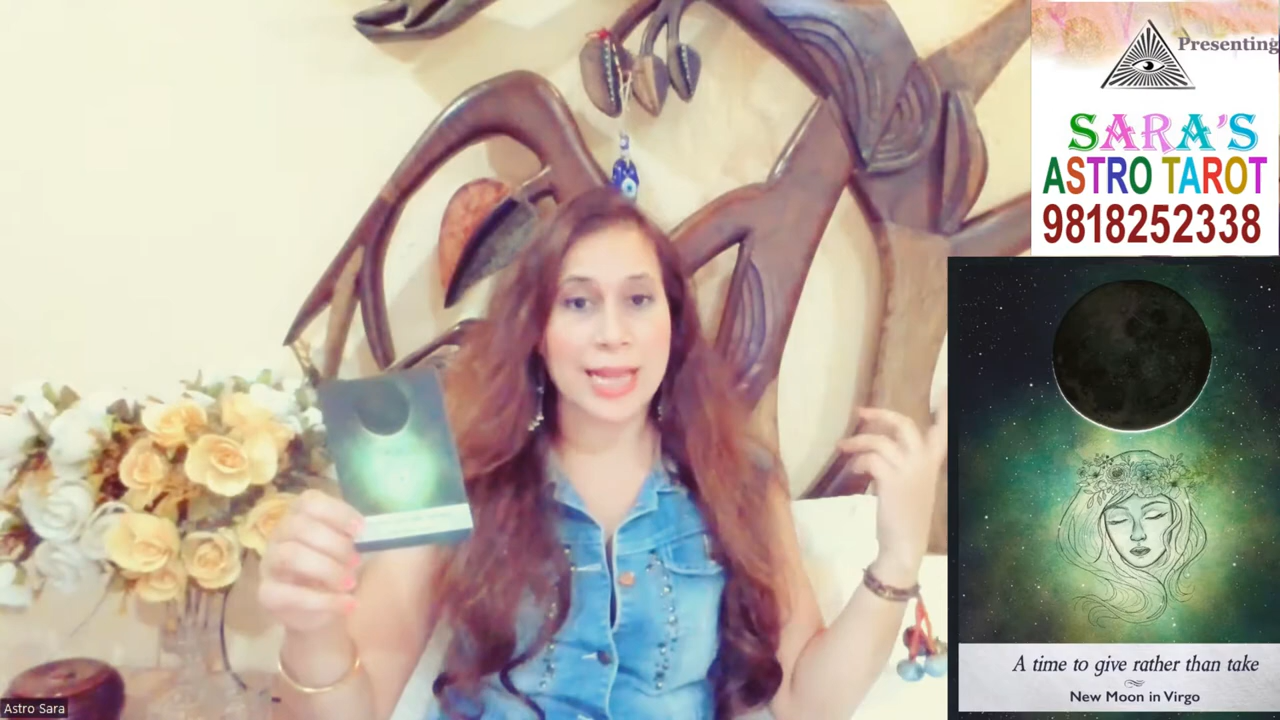 Presenting
SARA'S
ASTRO TAROT
9818252338
A time to give rather than take
New Moon in Virgo
Astro Sara